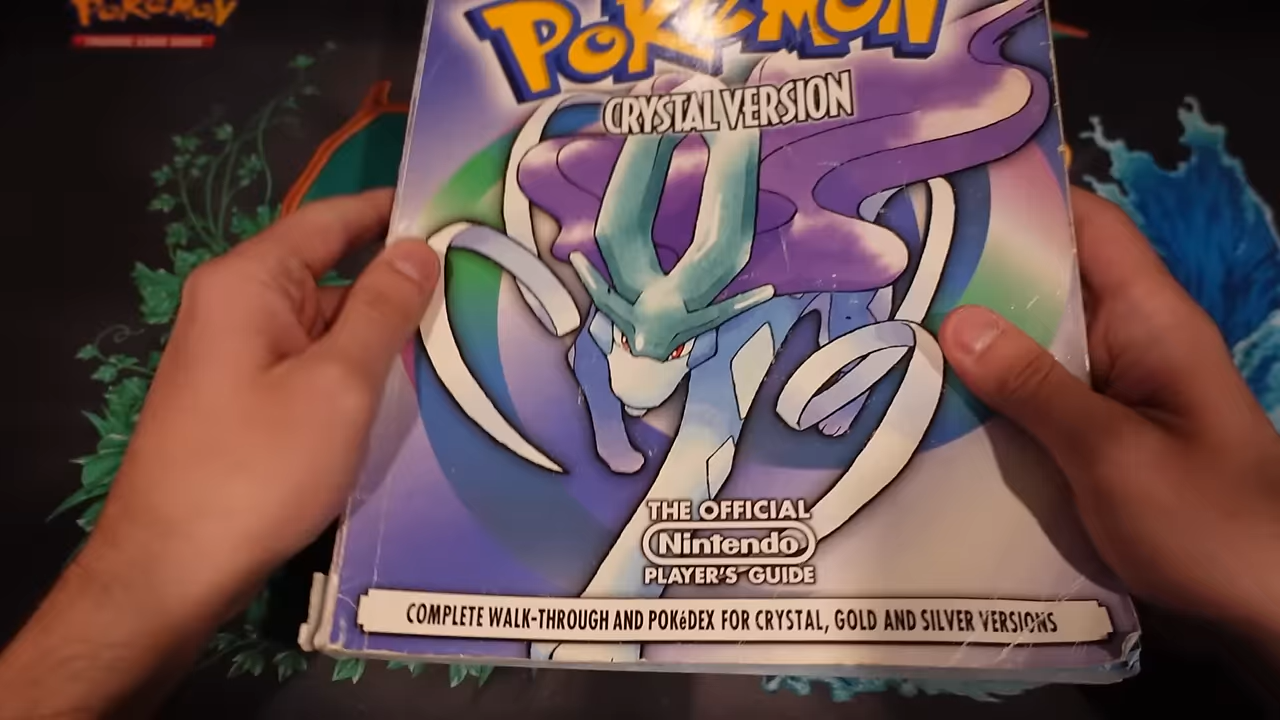 POKéMON
POKéMON
CRYSTAL VERSION
THE OFFICIAL
Nintendo
PLAYER'S GUIDE
COMPLETE WALK-THROUGH AND POKéDEX FOR CRYSTAL, GOLD AND SILVER VERSIONS